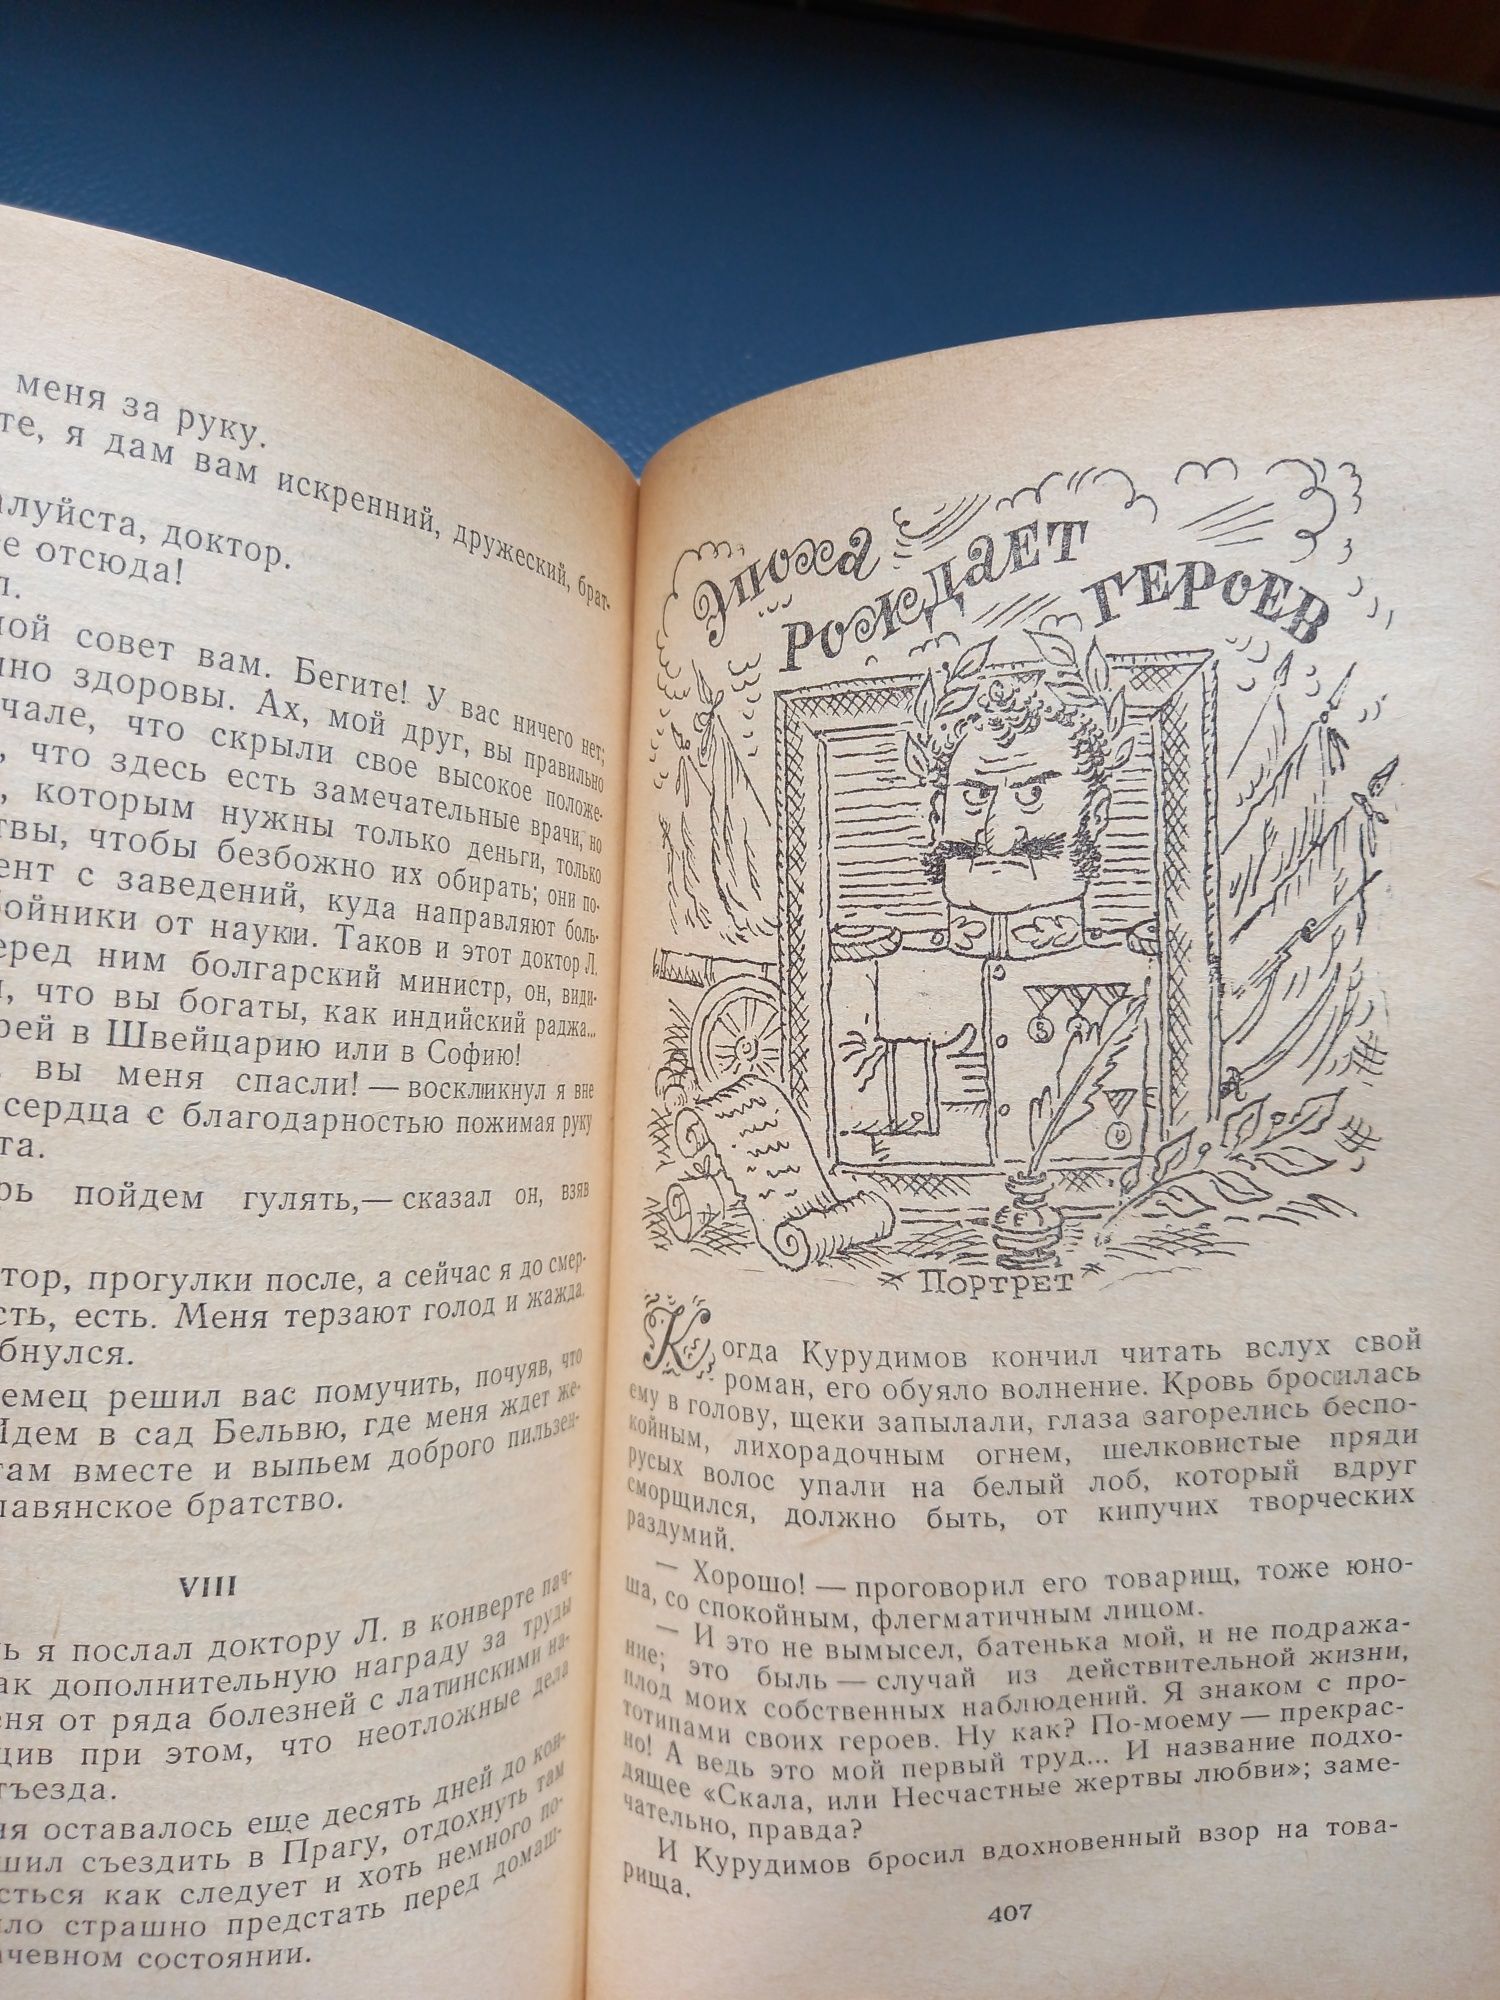 меня за руку.
те, я дам вам искренний, дружеский, брат-
алуйста, доктор.
е отсюда!
л.
ой совет вам. Бегите! У вас ничего нет;
но здоровы. Ах, мой друг, вы правильно
чале, что скрыли свое высокое положе-
, что здесь есть замечательные врачи, но
, которым нужны только деньги, только
твы, чтобы безбожно их обирать; они по-
ент с заведений, куда направляют боль-
бойники от науки. Таков и этот доктор Л.
еред ним болгарский министр, он, види-
, что вы богаты, как индийский раджа...
рей в Швейцарию или в Софию!
, вы меня спасли! — воскликнул я вне
сердца с благодарностью пожимая руку
та.
рь пойдем гулять,— сказал он, взяв
тор, прогулки после, а сейчас я до смер-
сть, есть. Меня терзают голод и жажда.
бнулся.
емец решил вас помучить, почуяв, что
Идем в сад Бельвю, где меня ждет же-
там вместе и выпьем доброго пильзен-
лавянское братство.
VIII
ь я послал доктору Л. в конверте пач-
ак дополнительную награду за труды
еня от ряда болезней с латинскими на-
щив при этом, что неотложные дела
тъезда.
ня оставалось еще десять дней до кон-
шил съездить в Прагу, отдохнуть там
сться как следует и хоть немного по-
ло страшно предстать перед домаш-
чевном состоянии.
Эпоха
рождает
героев
Портрет
Когда Курудимов кончил читать вслух свой
роман, его обуяло волнение. Кровь бросилась
ему в голову, щеки запылали, глаза загорелись беспо-
койным, лихорадочным огнем, шелковистые пряди
русых волос упали на белый лоб, который вдруг
сморщился, должно быть, от кипучих творческих
раздумий.
— Хорошо! — проговорил его товарищ, тоже юно-
ша, со спокойным, флегматичным лицом.
— И это не вымысел, батенька мой, и не подража-
ние; это быль — случай из действительной жизни,
плод моих собственных наблюдений. Я знаком с про-
тотипами своих героев. Ну как? По-моему — прекрас-
но! А ведь это мой первый труд... И название подхо-
дящее «Скала, или Несчастные жертвы любви»; заме-
чательно, правда?
И Курудимов бросил вдохновенный взор на това-
рища.
407